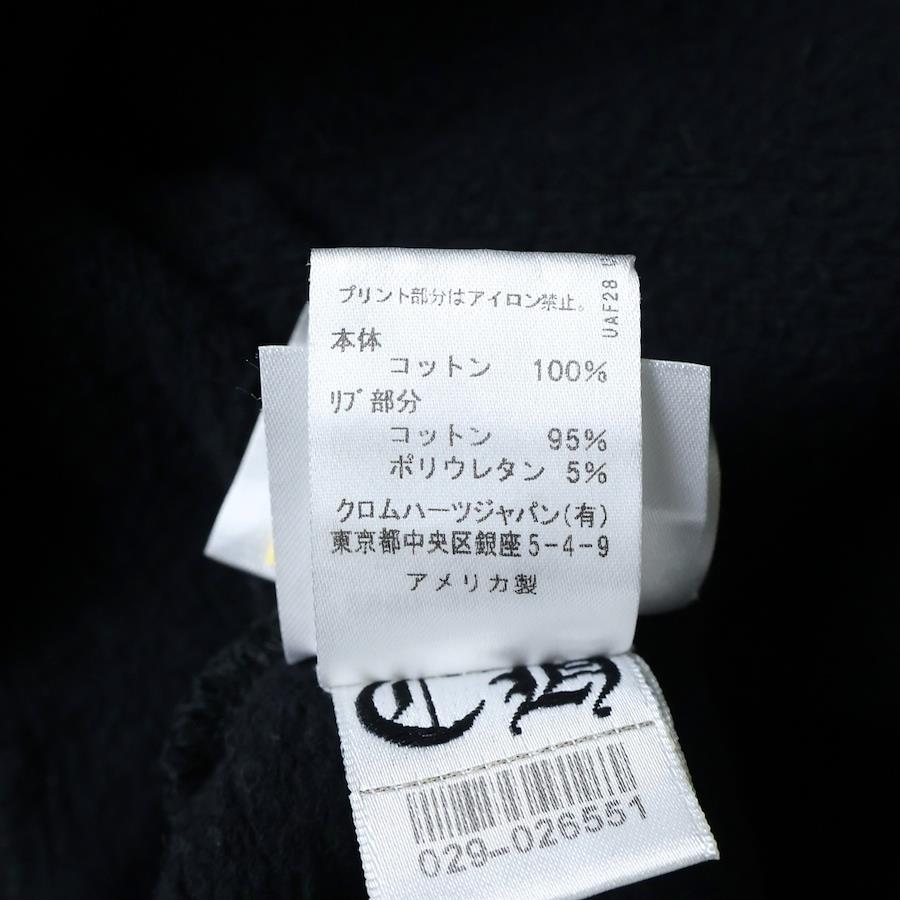 プリント部分はアイロン禁止。
UAF28
本体
コットン 100%
ﾘﾌﾞ部分
コットン 95%
ポリウレタン 5%
クロムハーツジャパン(有)
東京都中央区銀座5-4-9
アメリカ製
CH
029-026551